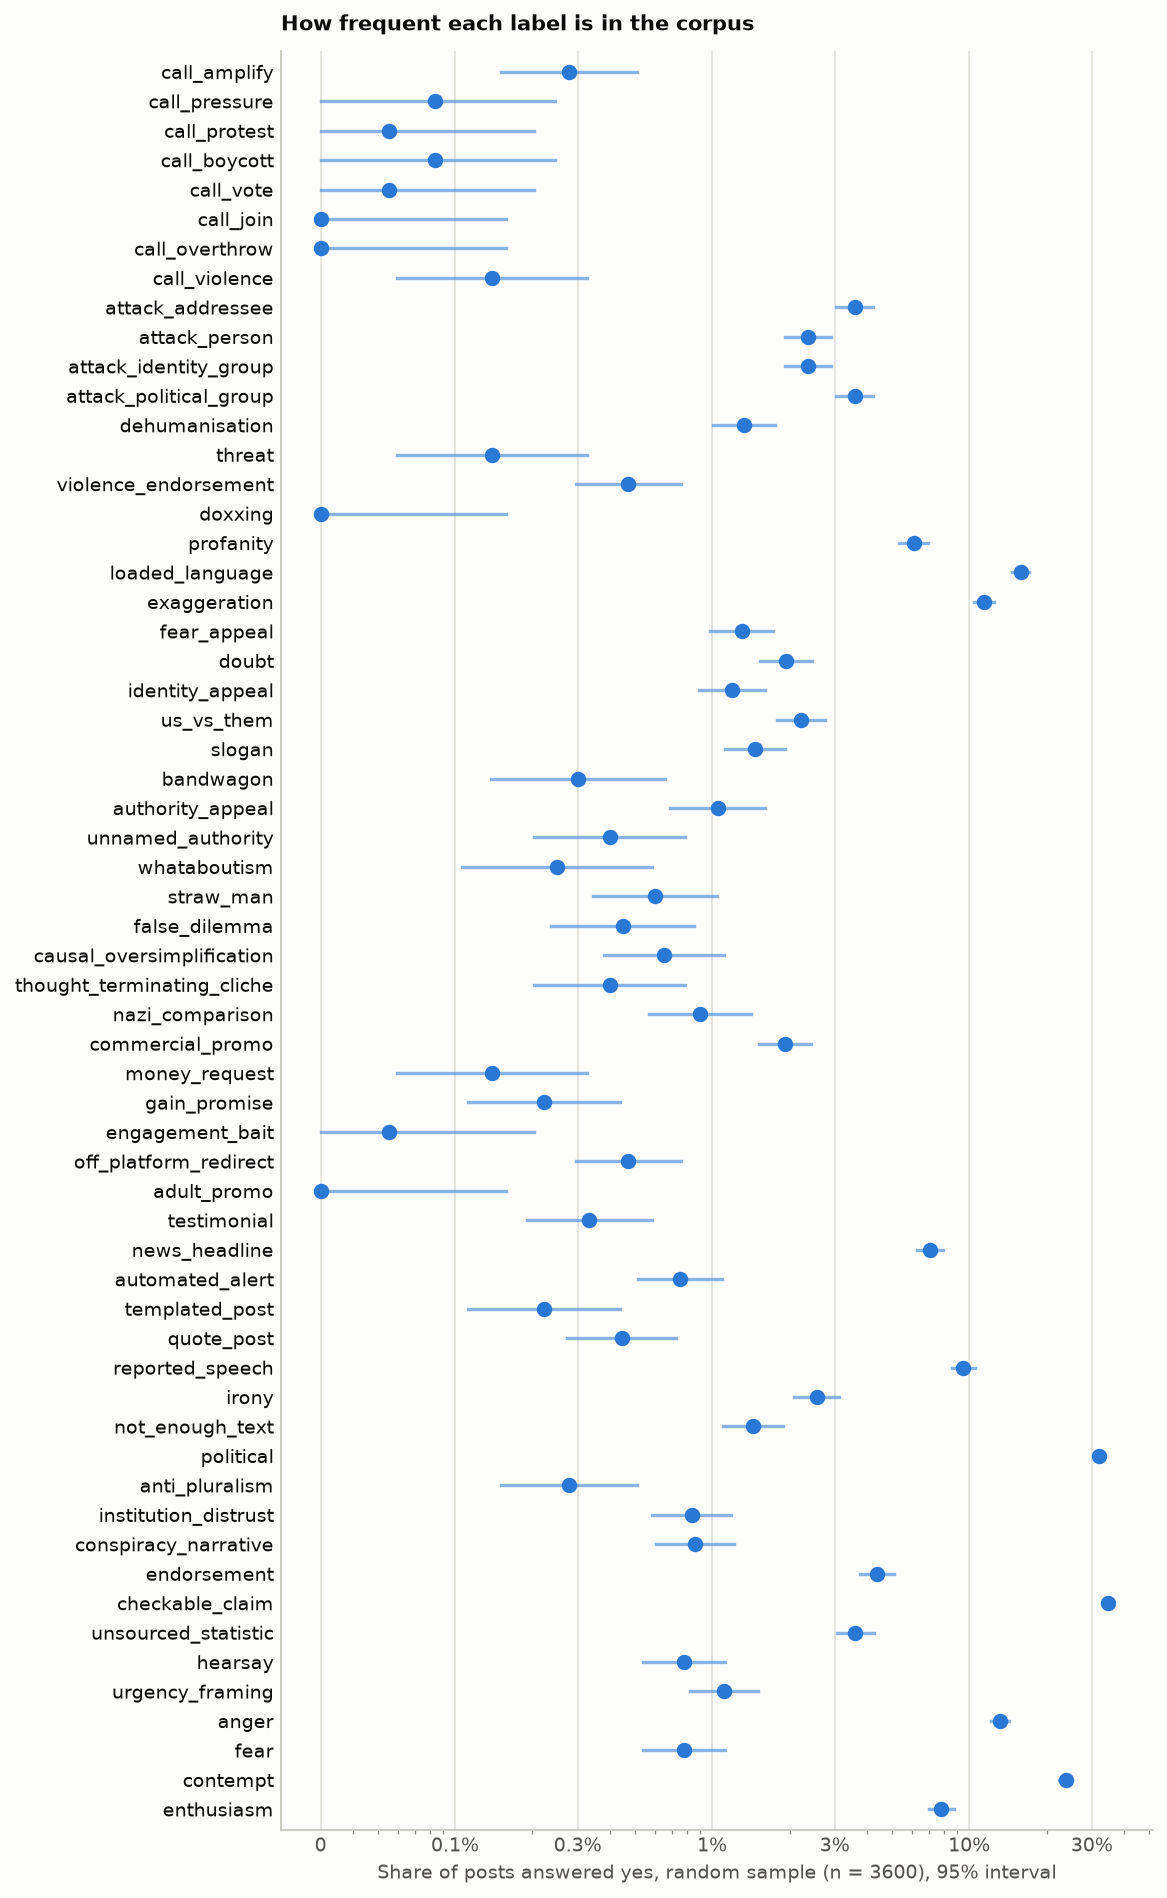 How frequent each label is in the corpus
call_amplify
call_pressure
call_protest
call_boycott
call_vote
call_join
call_overthrow
call_violence
attack_addressee
attack_person
attack_identity_group
attack_political_group
dehumanisation
threat
violence_endorsement
doxxing
profanity
loaded_language
exaggeration
fear_appeal
doubt
identity_appeal
us_vs_them
slogan
bandwagon
authority_appeal
unnamed_authority
whataboutism
straw_man
false_dilemma
causal_oversimplification
thought_terminating_cliche
nazi_comparison
commercial_promo
money_request
gain_promise
engagement_bait
off_platform_redirect
adult_promo
testimonial
news_headline
automated_alert
templated_post
quote_post
reported_speech
irony
not_enough_text
political
anti_pluralism
institution_distrust
conspiracy_narrative
endorsement
checkable_claim
unsourced_statistic
hearsay
urgency_framing
anger
fear
contempt
enthusiasm
0 0.1% 0.3% 1% 3% 10% 30%
Share of posts answered yes, random sample (n = 3600), 95% interval